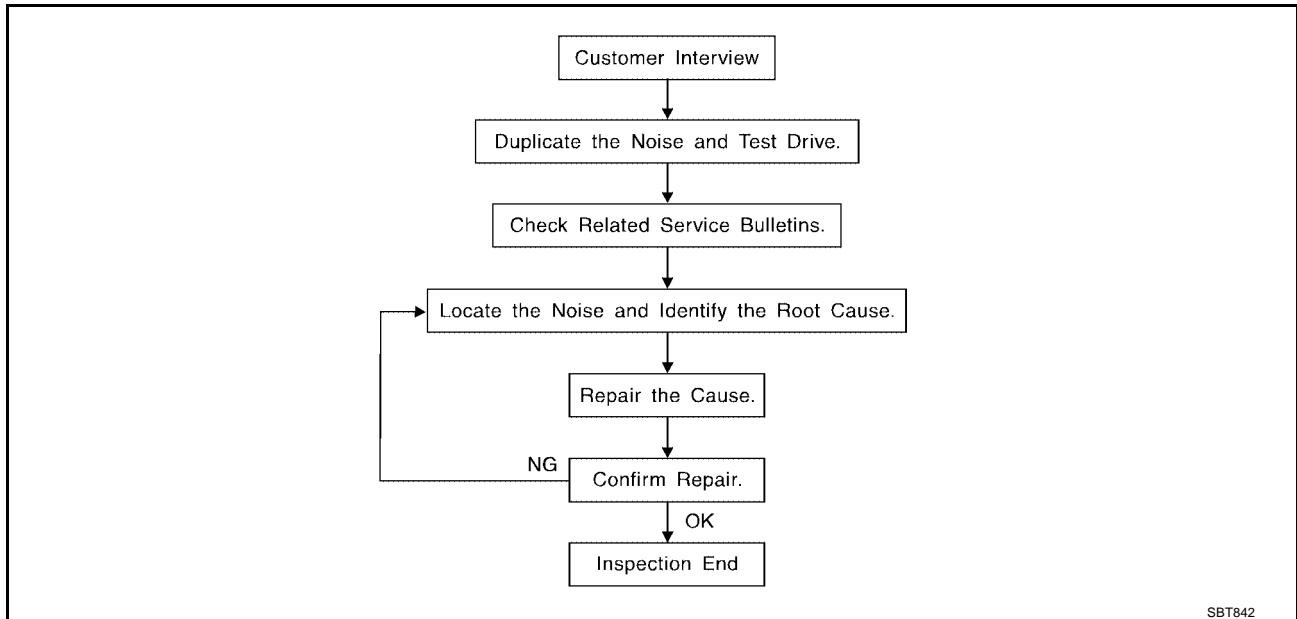 Customer Interview
Duplicate the Noise and Test Drive.
Check Related Service Bulletins.
Locate the Noise and Identify the Root Cause.
Repair the Cause.
NG
Confirm Repair.
OK
Inspection End
SBT842